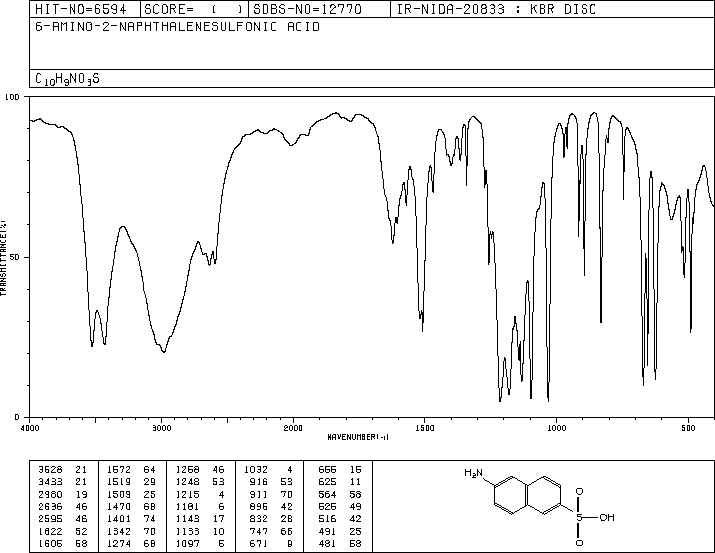 HIT-NO=6594 SCORE= ( ) SDBS-NO=12770 IR-NIDA-20833 : KBR DISC
6-AMINO-2-NAPHTHALENESULFONIC ACID
C10H9NO3S
100
TRANSMITTANCE(%)
50
0
4000 3000 2000 1500 1000 500
WAVENUMBER(-1)
3528 21 1572 64 1258 46 1032 4 666 15
3433 21 1519 29 1248 53 916 53 625 11
2980 19 1509 25 1215 4 911 70 564 58
2636 46 1470 68 1181 6 896 42 525 49
2595 46 1401 74 1143 17 832 28 516 42
1622 52 1342 70 1133 10 747 66 491 25
1606 58 1274 68 1097 5 671 9 481 58
H2N
O
S OH
O